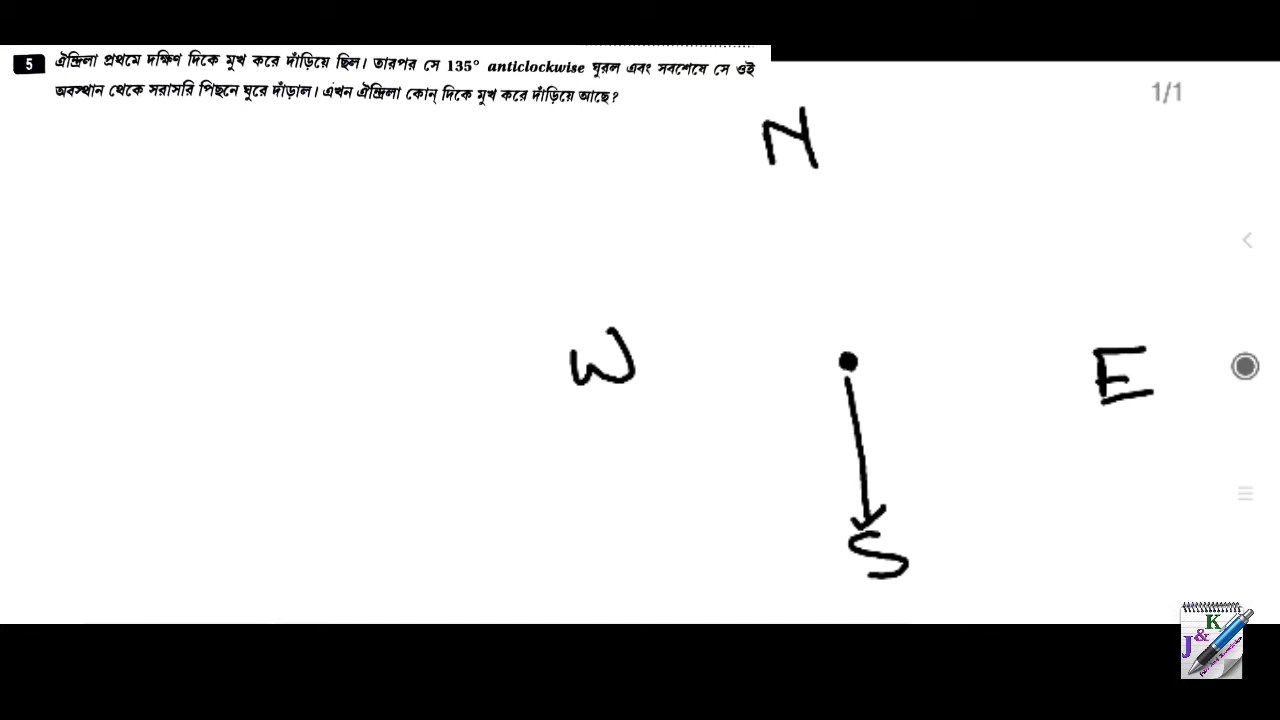 5 ঐন্দ্রিলা প্রথমে দক্ষিণ দিকে মুখ করে দাঁড়িয়ে ছিল। তারপর সে 135° anticlockwise ঘুরল এবং সবশেষে সে ওই
অবস্থান থেকে সরাসরি পিছনে ঘুরে দাঁড়াল। এখন ঐন্দ্রিলা কোন্ দিকে মুখ করে দাঁড়িয়ে আছে?
1/1
N
W
E
S
J&K